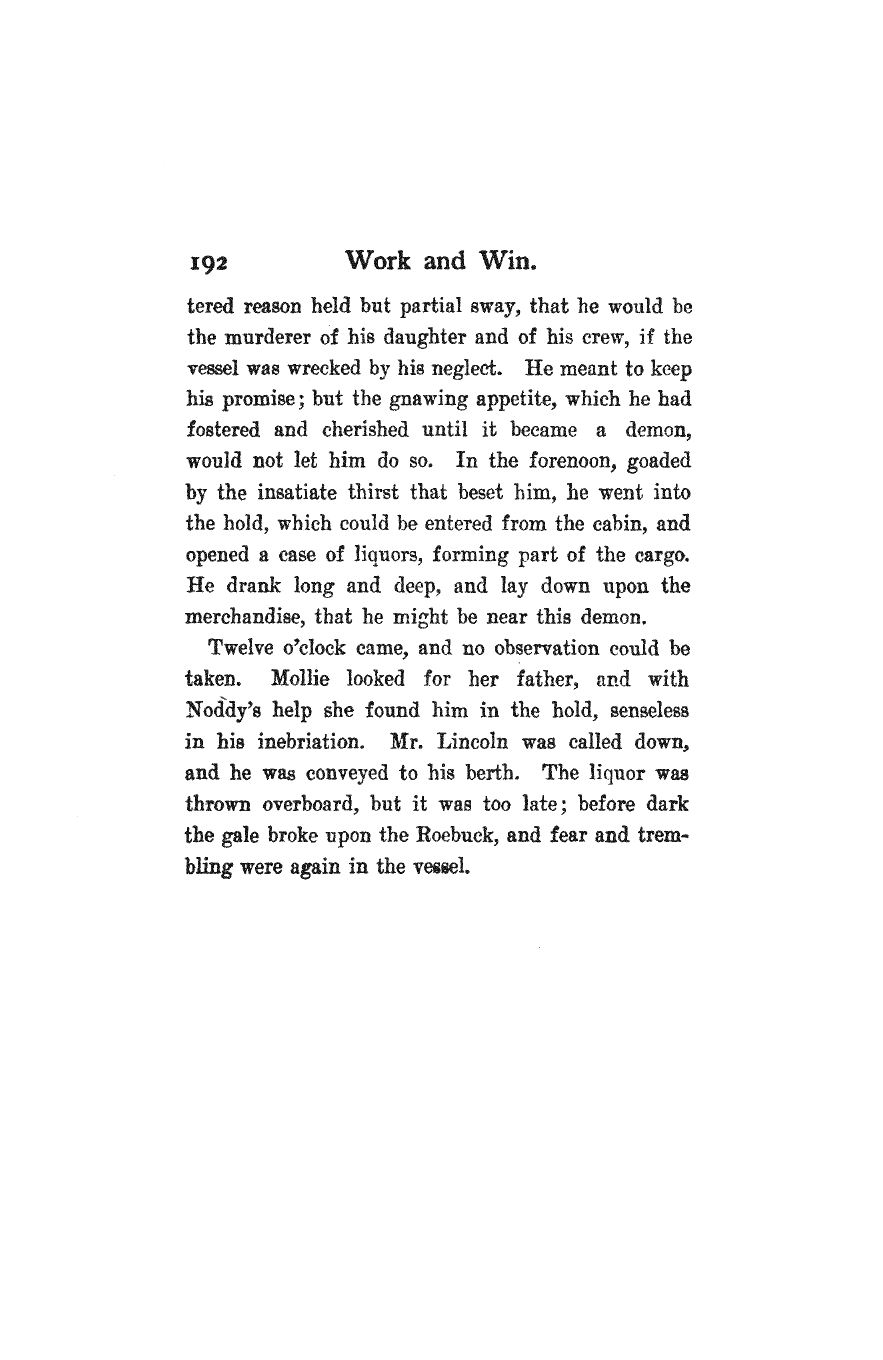 192 Work and Win.
tered reason held but partial sway, that he would be
the murderer of his daughter and of his crew, if the
vessel was wrecked by his neglect. He meant to keep
his promise; but the gnawing appetite, which he had
fostered and cherished until it became a demon,
would not let him do so. In the forenoon, goaded
by the insatiate thirst that beset him, he went into
the hold, which could be entered from the cabin, and
opened a case of liquors, forming part of the cargo.
He drank long and deep, and lay down upon the
merchandise, that he might be near this demon.
Twelve o'clock came, and no observation could be
taken. Mollie looked for her father, and with
Noddy's help she found him in the hold, senseless
in his inebriation. Mr. Lincoln was called down,
and he was conveyed to his berth. The liquor was
thrown overboard, but it was too late; before dark
the gale broke upon the Roebuck, and fear and trem-
bling were again in the vessel.